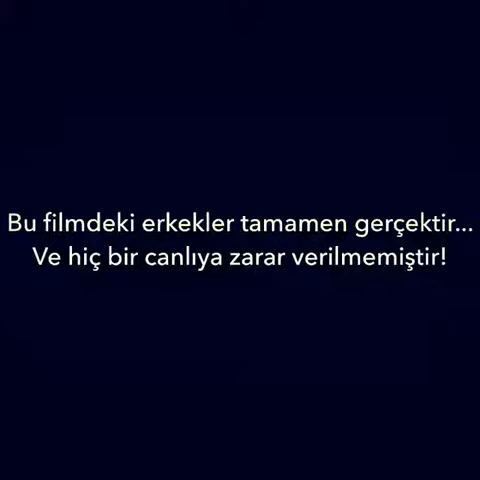 Bu filmdeki erkekler tamamen gerçektir...
Ve hiç bir canlıya zarar verilmemiştir!